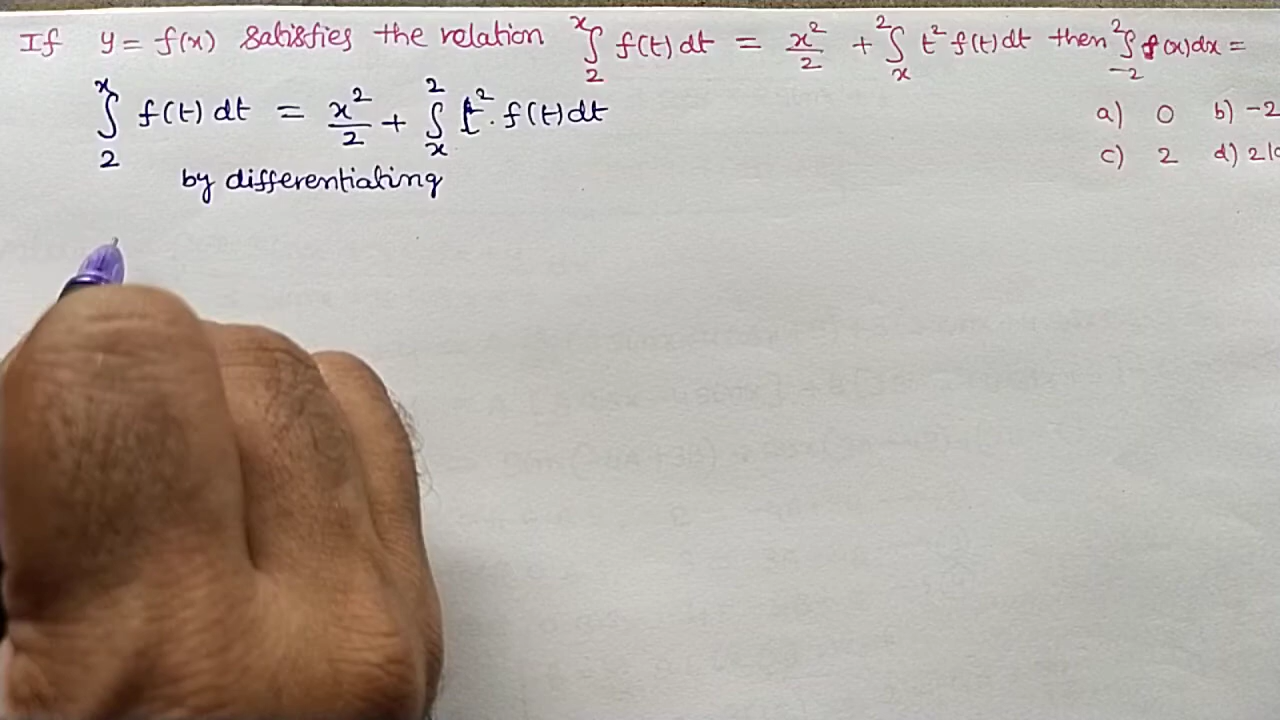 If y = f(x) satisfies the relation ∫₂ˣ f(t) dt = x²/2 + ∫ₓ² t² f(t) dt then ∫₋₂² f(x) dx =
a) 0 b) -2
c) 2 d)
∫₂ˣ f(t) dt = x²/2 + ∫ₓ² t². f(t) dt
by differentiating